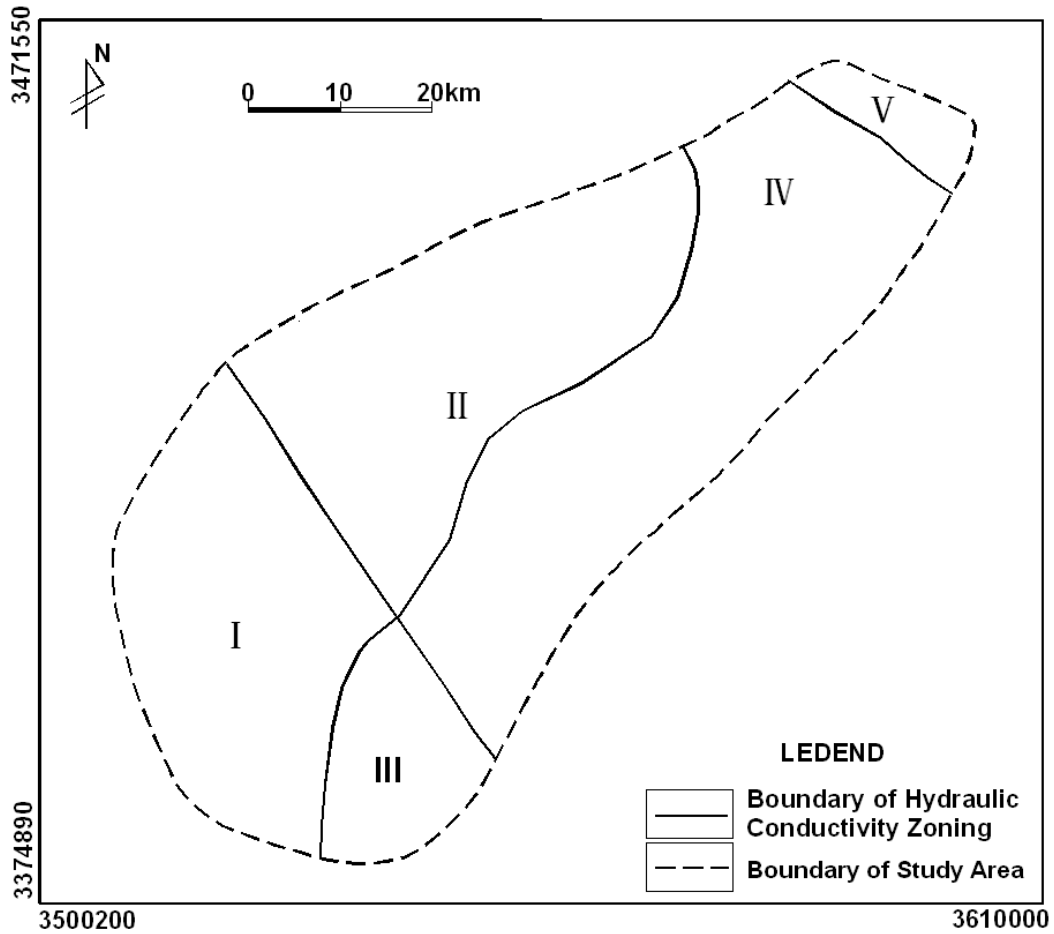 3471550
N
0 10 20km
V
IV
II
I
III
LEDEND
Boundary of Hydraulic
Conductivity Zoning
Boundary of Study Area
3374890
3500200 3610000